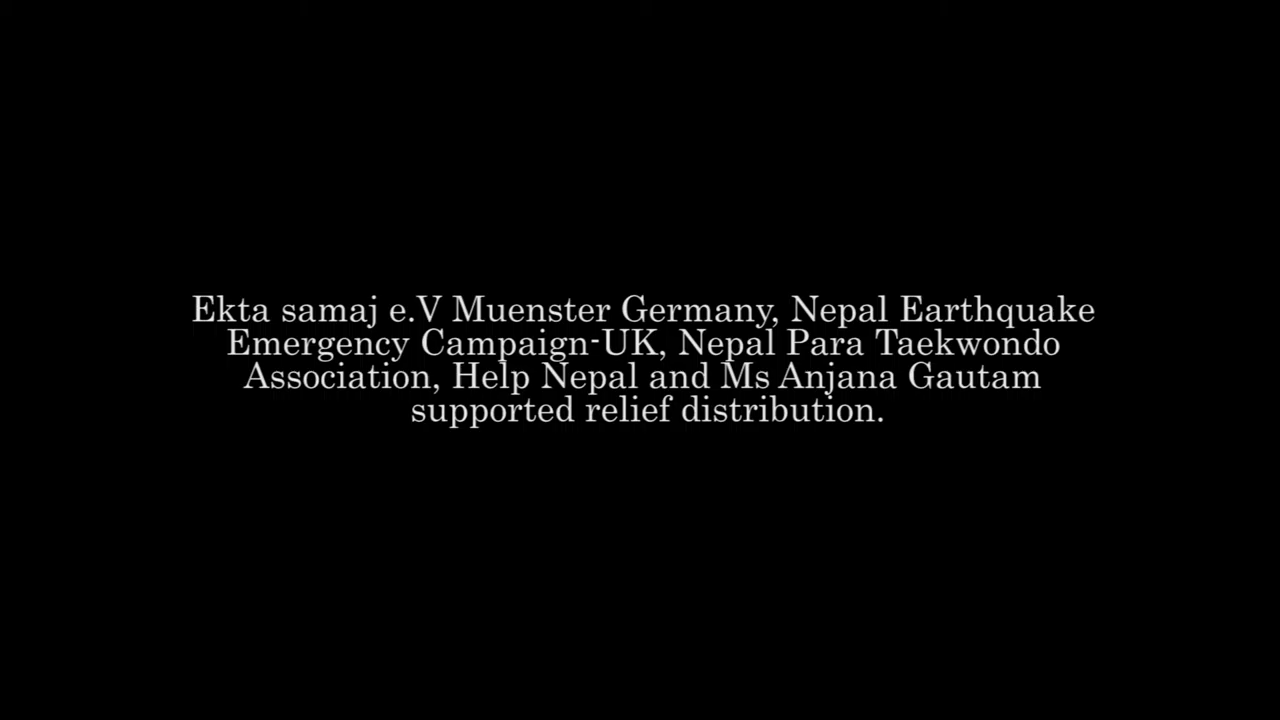 Ekta samaj e.V Muenster Germany, Nepal Earthquake
Emergency Campaign-UK, Nepal Para Taekwondo
Association, Help Nepal and Ms Anjana Gautam
supported relief distribution.